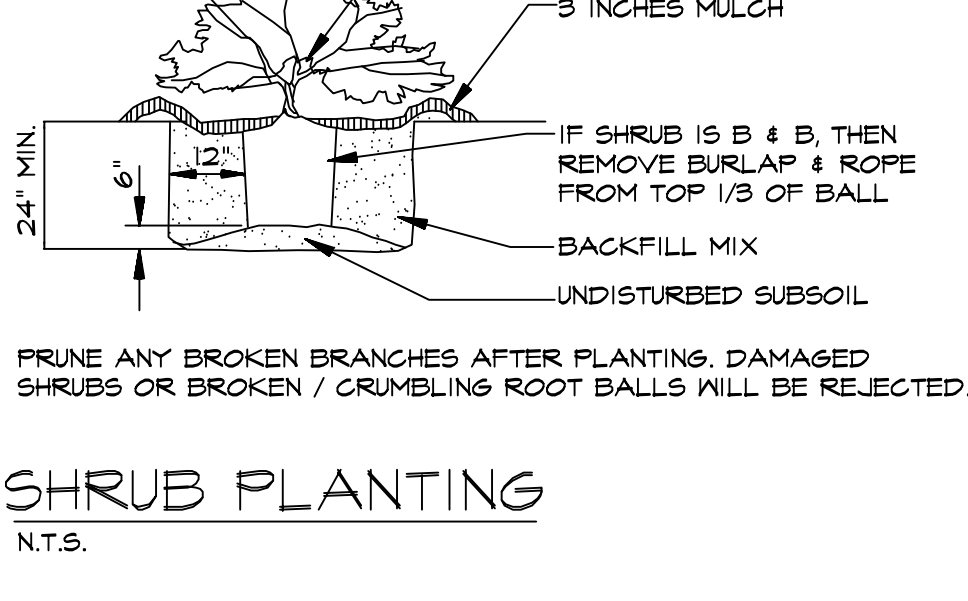 3 INCHES MULCH
IF SHRUB IS B & B, THEN
REMOVE BURLAP & ROPE
FROM TOP 1/3 OF BALL
12"
6"
24" MIN.
BACKFILL MIX
UNDISTURBED SUBSOIL
PRUNE ANY BROKEN BRANCHES AFTER PLANTING. DAMAGED
SHRUBS OR BROKEN / CRUMBLING ROOT BALLS WILL BE REJECTED.
SHRUB PLANTING
N.T.S.